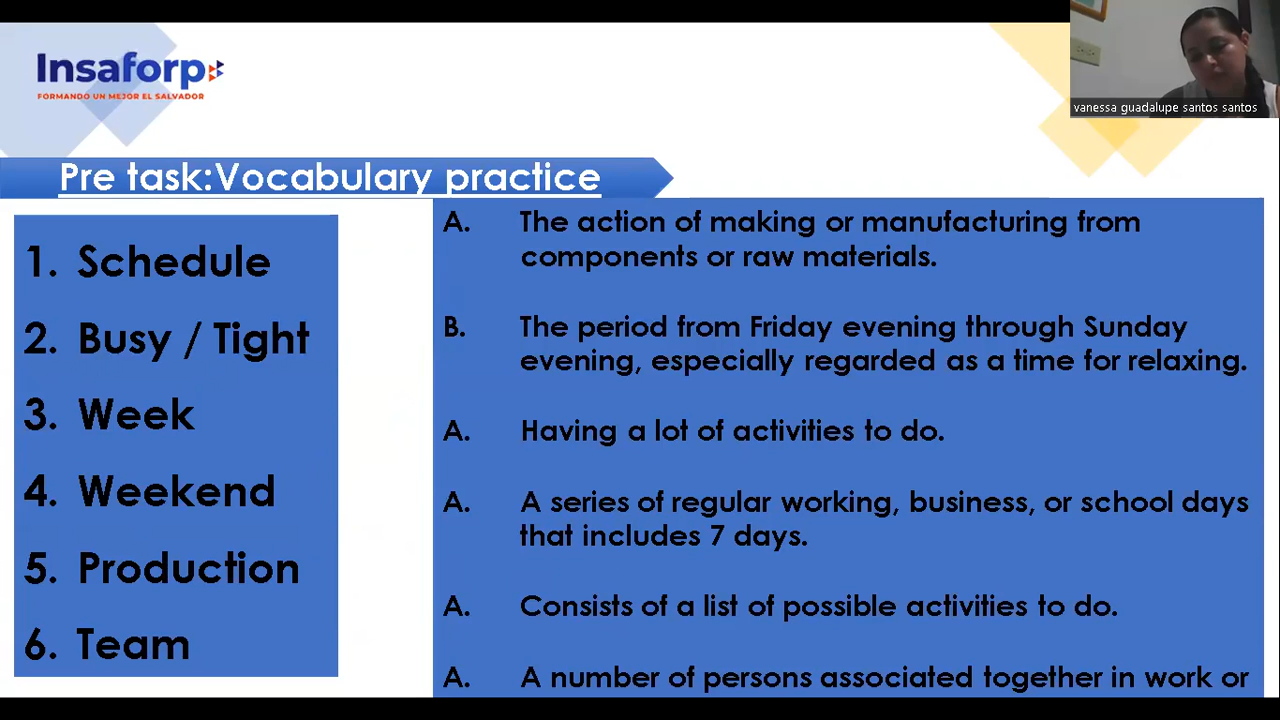 Insaforp
FORMANDO UN MEJOR EL SALVADOR
vanessa guadalupe santos santos
Pre task:Vocabulary practice
1. Schedule
2. Busy / Tight
3. Week
4. Weekend
5. Production
6. Team
A. The action of making or manufacturing from
components or raw materials.
B. The period from Friday evening through Sunday
evening, especially regarded as a time for relaxing.
A. Having a lot of activities to do.
A. A series of regular working, business, or school days
that includes 7 days.
A. Consists of a list of possible activities to do.
A. A number of persons associated together in work or